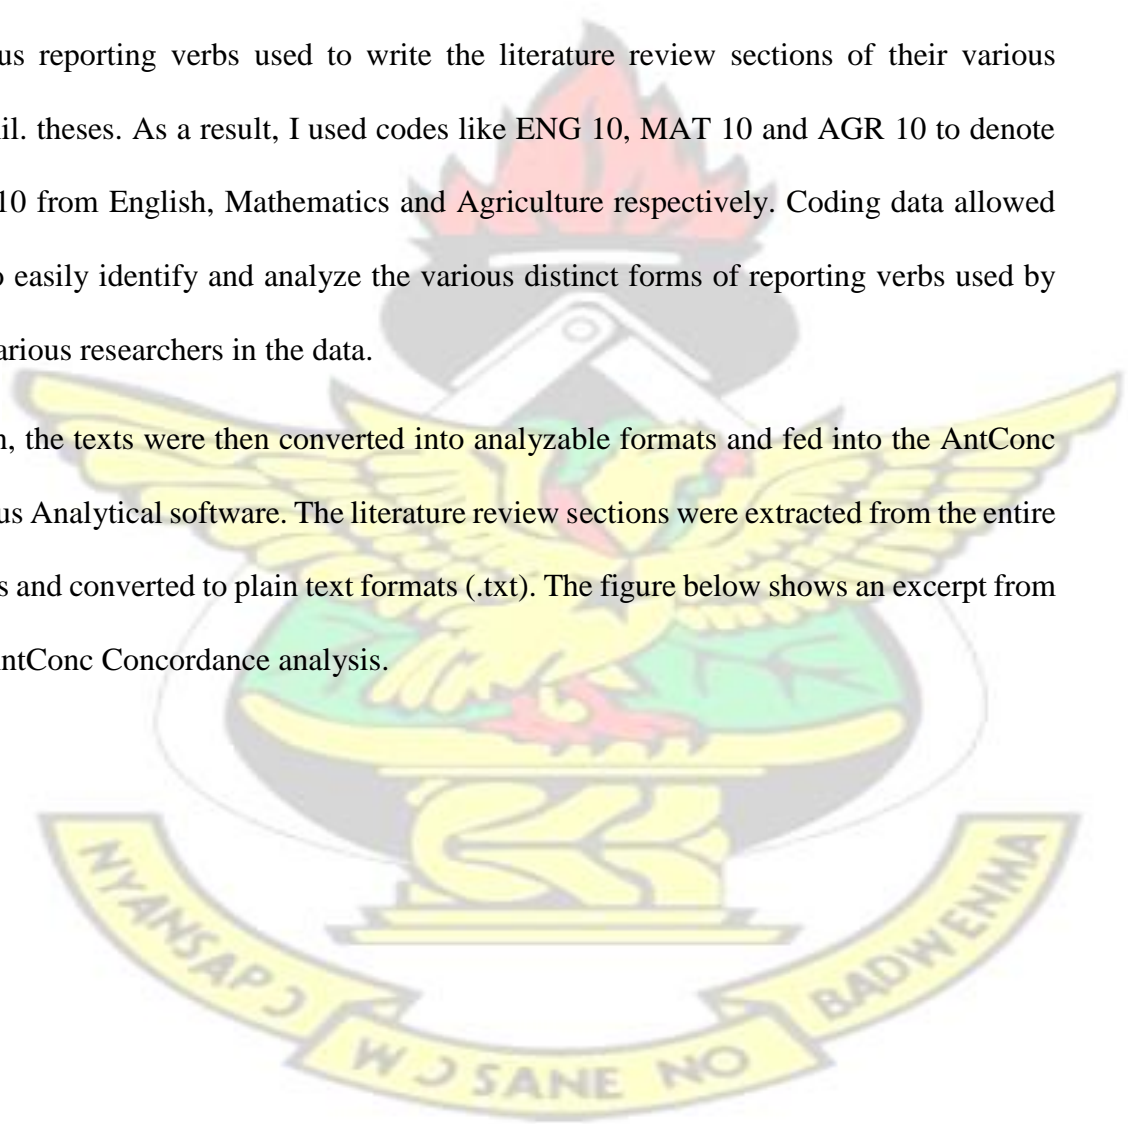 us reporting verbs used to write the literature review sections of their various
il. theses. As a result, I used codes like ENG 10, MAT 10 and AGR 10 to denote
10 from English, Mathematics and Agriculture respectively. Coding data allowed
o easily identify and analyze the various distinct forms of reporting verbs used by
arious researchers in the data.
n, the texts were then converted into analyzable formats and fed into the AntConc
us Analytical software. The literature review sections were extracted from the entire
s and converted to plain text formats (.txt). The figure below shows an excerpt from
ntConc Concordance analysis.
NYANSAPƆ
WƆ SANE NO
BADWENMA